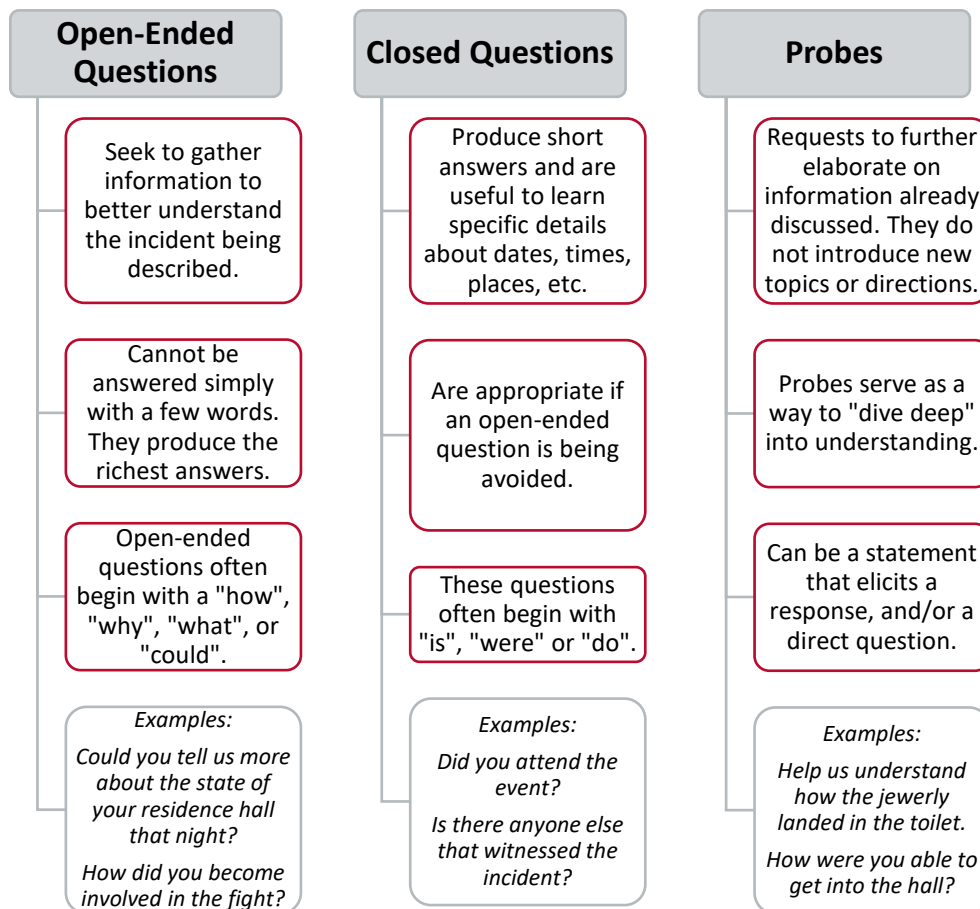 Open-Ended
Questions
Seek to gather
information to
better understand
the incident being
described.
Cannot be
answered simply
with a few words.
They produce the
richest answers.
Open-ended
questions often
begin with a "how",
"why", "what", or
"could".
Examples:
Could you tell us more
about the state of
your residence hall
that night?
How did you become
involved in the fight?
Closed Questions
Produce short
answers and are
useful to learn
specific details
about dates, times,
places, etc.
Are appropriate if
an open-ended
question is being
avoided.
These questions
often begin with
"is", "were" or "do".
Examples:
Did you attend the
event?
Is there anyone else
that witnessed the
incident?
Probes
Requests to further
elaborate on
information already
discussed. They do
not introduce new
topics or directions.
Probes serve as a
way to "dive deep"
into understanding.
Can be a statement
that elicits a
response, and/or a
direct question.
Examples:
Help us understand
how the jewerly
landed in the toilet.
How were you able to
get into the hall?